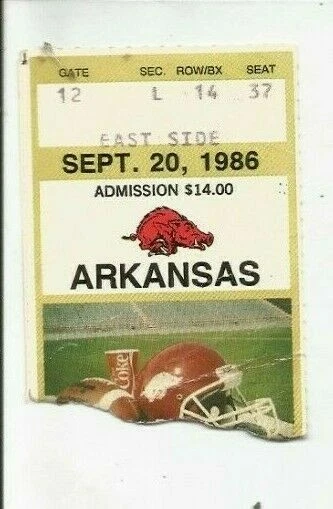 GATE SEC. ROW/BX SEAT
12 L 14 37
EAST SIDE
SEPT. 20, 1986
ADMISSION $14.00
ARKANSAS
Coke